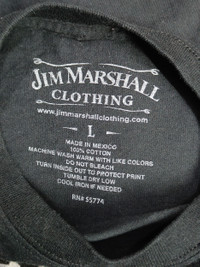 JIM MARSHALL
CLOTHING
www.jimmarshallclothing.com
L
MADE IN MEXICO
100% COTTON
MACHINE WASH WARM WITH LIKE COLORS
DO NOT BLEACH
TURN INSIDE OUT TO PROTECT PRINT
TUMBLE DRY LOW
COOL IRON IF NEEDED
RN# 55774